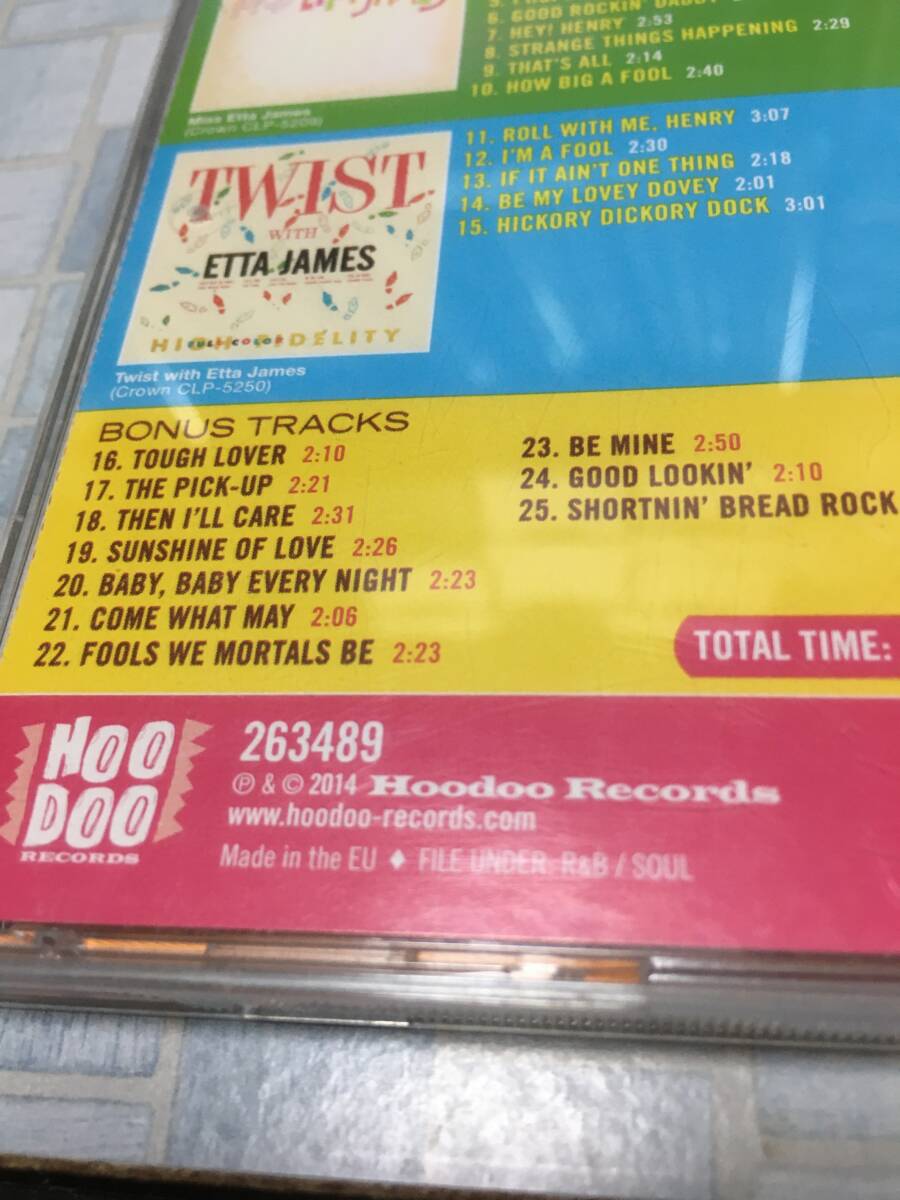 6. GOOD ROCKIN' DADDY
7. HEY! HENRY 2:53
8. STRANGE THINGS HAPPENING 2:29
9. THAT'S ALL 2:14
10. HOW BIG A FOOL 2:40
Miss Etta James
(Crown CLP-5209)
11. ROLL WITH ME, HENRY 3:07
12. I'M A FOOL 2:30
13. IF IT AIN'T ONE THING 2:18
14. BE MY LOVEY DOVEY 2:01
15. HICKORY DICKORY DOCK 3:01
TWIST
WITH
ETTA JAMES
HIGH FIDELITY
FULL COLOR
Twist with Etta James
(Crown CLP-5250)
BONUS TRACKS
16. TOUGH LOVER 2:10
17. THE PICK-UP 2:21
18. THEN I'LL CARE 2:31
19. SUNSHINE OF LOVE 2:26
20. BABY, BABY EVERY NIGHT 2:23
21. COME WHAT MAY 2:06
22. FOOLS WE MORTALS BE 2:23
23. BE MINE 2:50
24. GOOD LOOKIN' 2:10
25. SHORTNIN' BREAD ROCK
TOTAL TIME:
HOO
DOO
RECORDS
263489
℗ & © 2014 Hoodoo Records
www.hoodoo-records.com
Made in the EU ♦ FILE UNDER: R&B / SOUL